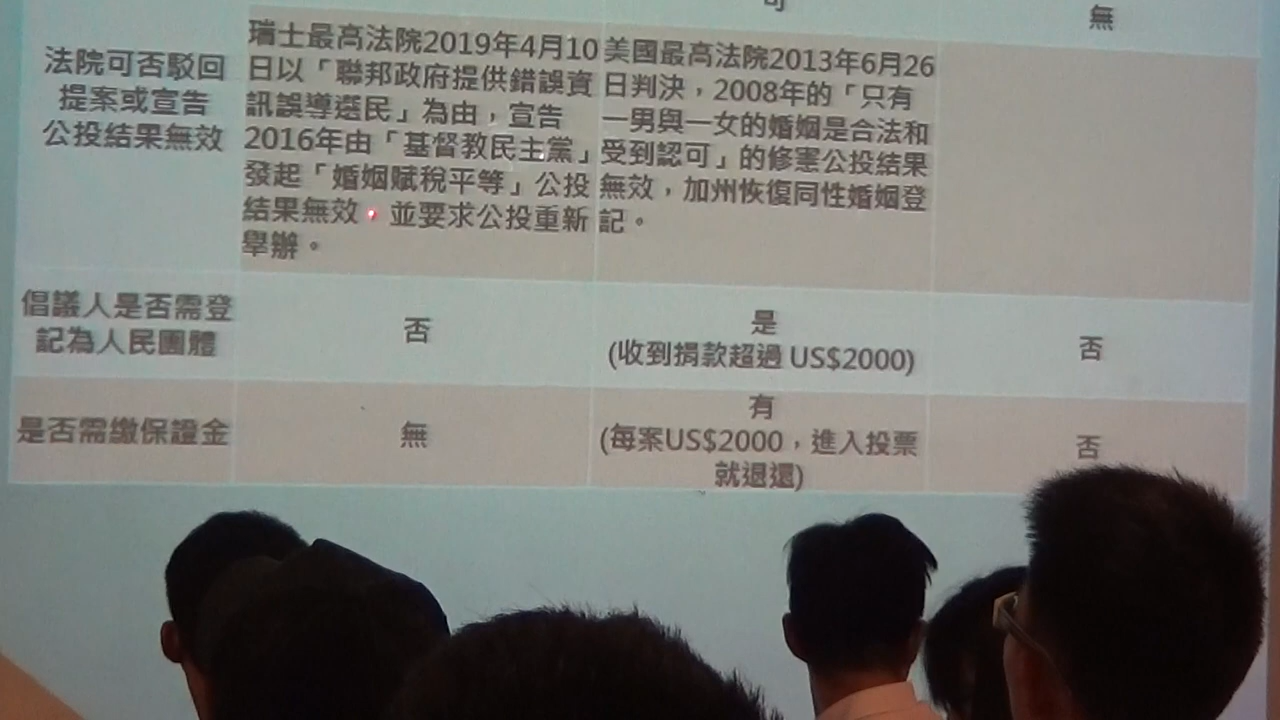 可
無
法院可否駁回
提案或宣告
公投結果無效
瑞士最高法院2019年4月10
日以「聯邦政府提供錯誤資
訊誤導選民」為由，宣告
2016年由「基督教民主黨」
發起「婚姻賦稅平等」公投
結果無效，並要求公投重新
舉辦。
美國最高法院2013年6月26
日判決，2008年的「只有
一男與一女的婚姻是合法和
受到認可」的修憲公投結果
無效，加州恢復同性婚姻登
記。
倡議人是否需登
記為人民團體
否
是
(收到捐款超過 US$2000)
否
是否需繳保證金
無
有
(每案US$2000，進入投票
就退還)
否